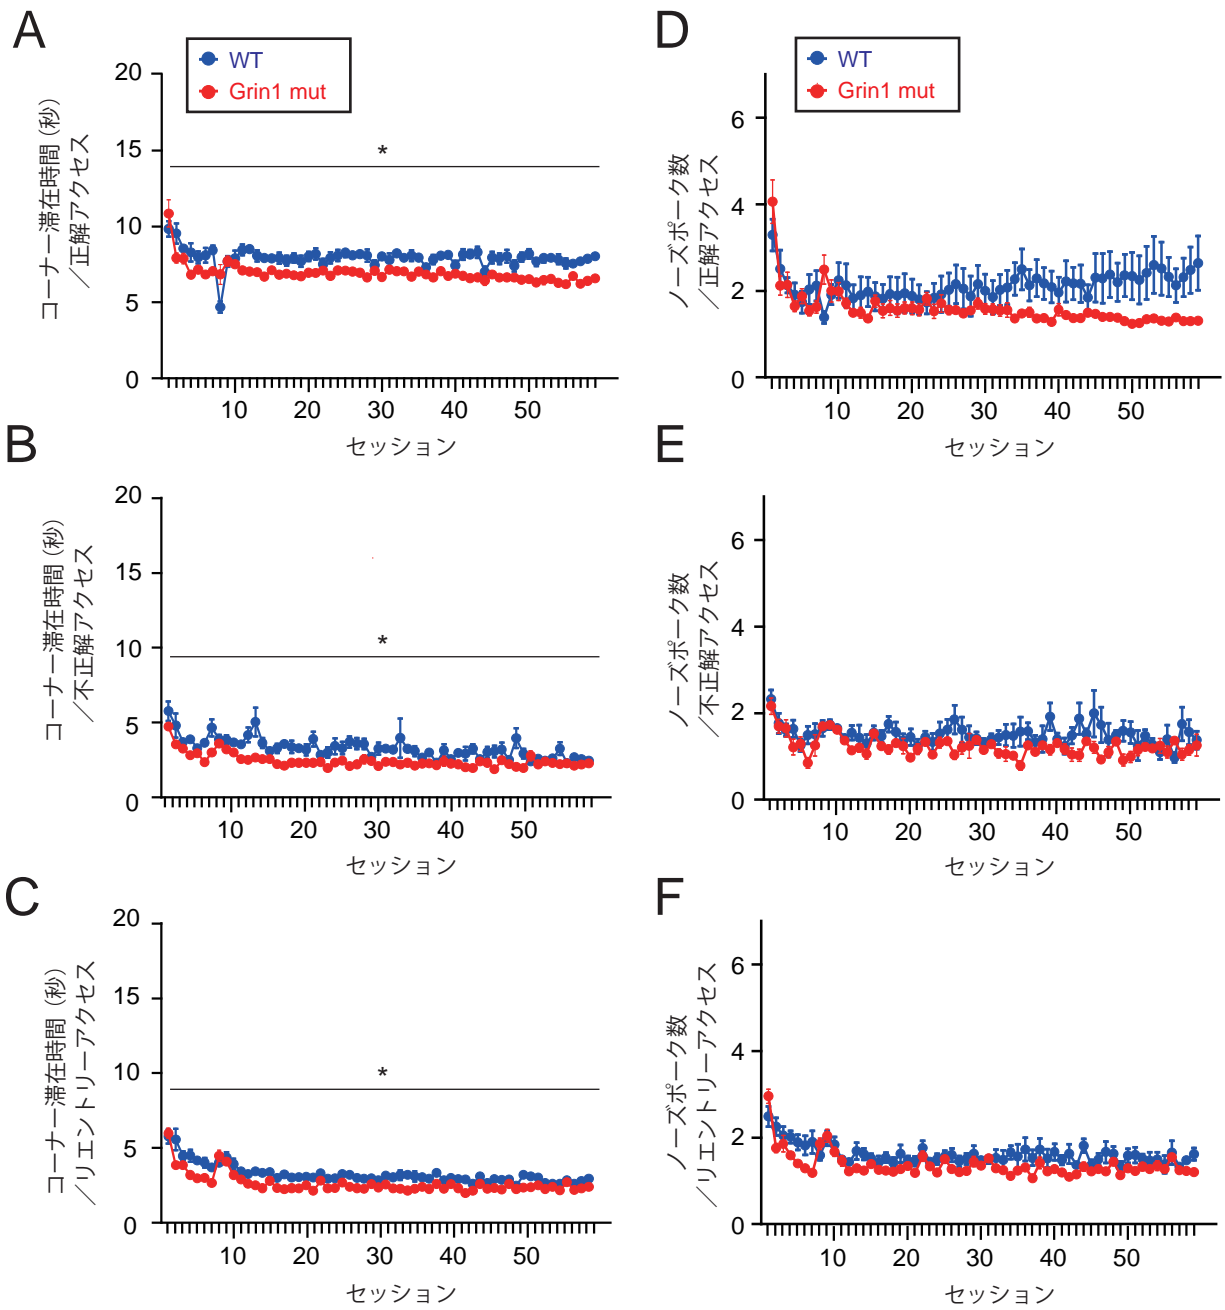 A
WT
Grin1 mut
コーナー滞在時間 (秒)
／正解アクセス
20
15
10
5
0
*
10 20 30 40 50
セッション
D
WT
Grin1 mut
ノーズポーク数
／正解アクセス
6
4
2
0
10 20 30 40 50
セッション
B
コーナー滞在時間 (秒)
／不正解アクセス
20
15
10
5
0
*
10 20 30 40 50
セッション
E
ノーズポーク数
／不正解アクセス
6
4
2
0
10 20 30 40 50
セッション
C
コーナー滞在時間 (秒)
／リエントリーアクセス
20
15
10
5
0
*
10 20 30 40 50
セッション
F
ノーズポーク数
／リエントリーアクセス
6
4
2
0
10 20 30 40 50
セッション